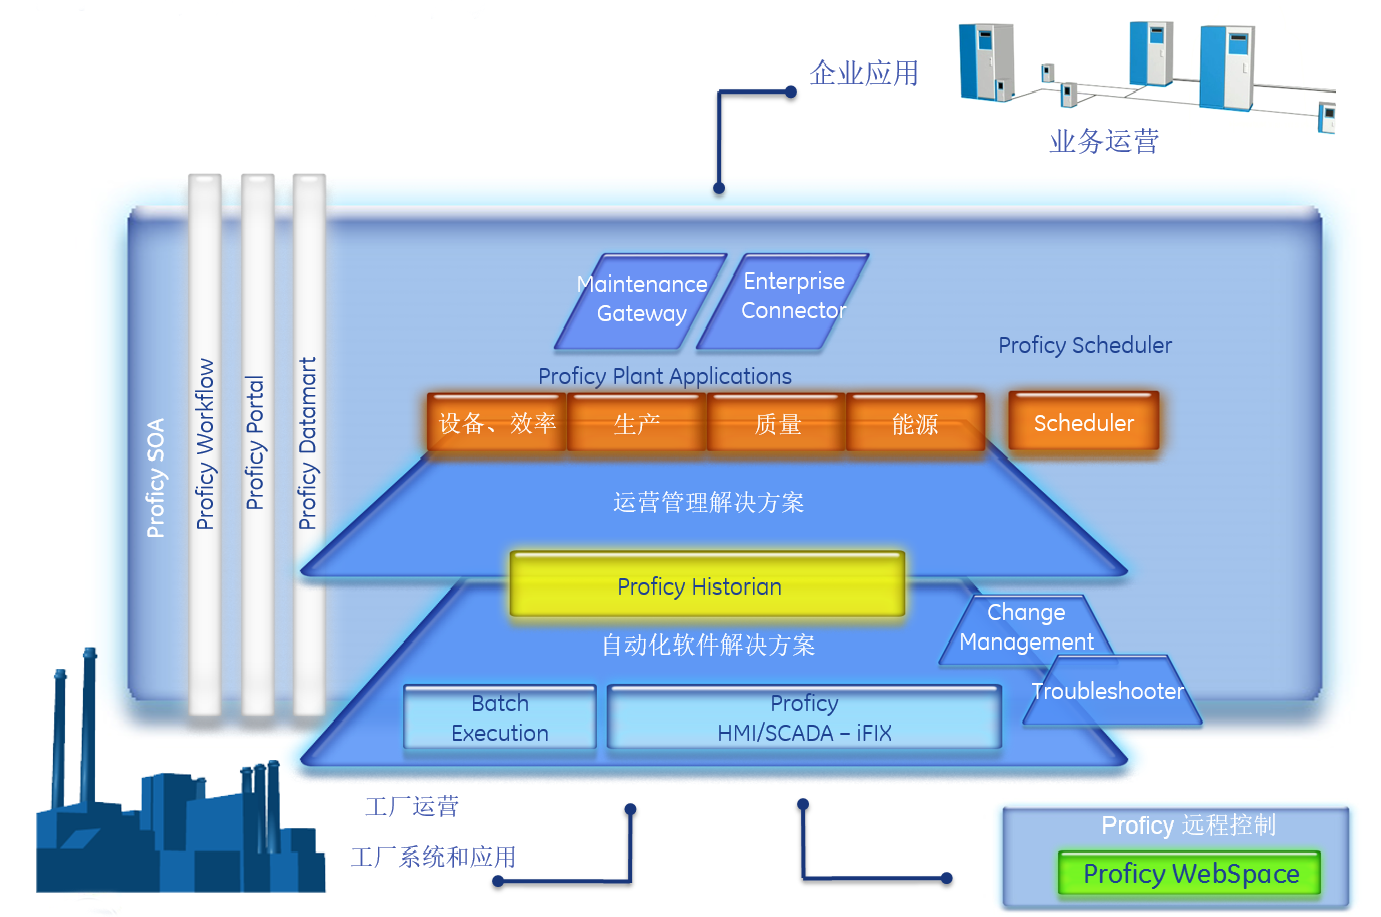 企业应用
业务运营
Maintenance
Gateway
Enterprise
Connector
Proficy Scheduler
Proficy Plant Applications
设备、效率
生产
质量
能源
Scheduler
Proficy SOA
Proficy Workflow
Proficy Portal
Proficy Datamart
运营管理解决方案
Proficy Historian
自动化软件解决方案
Change
Management
Troubleshooter
Batch
Execution
Proficy
HMI/SCADA – iFIX
工厂运营
工厂系统和应用
Proficy 远程控制
Proficy WebSpace